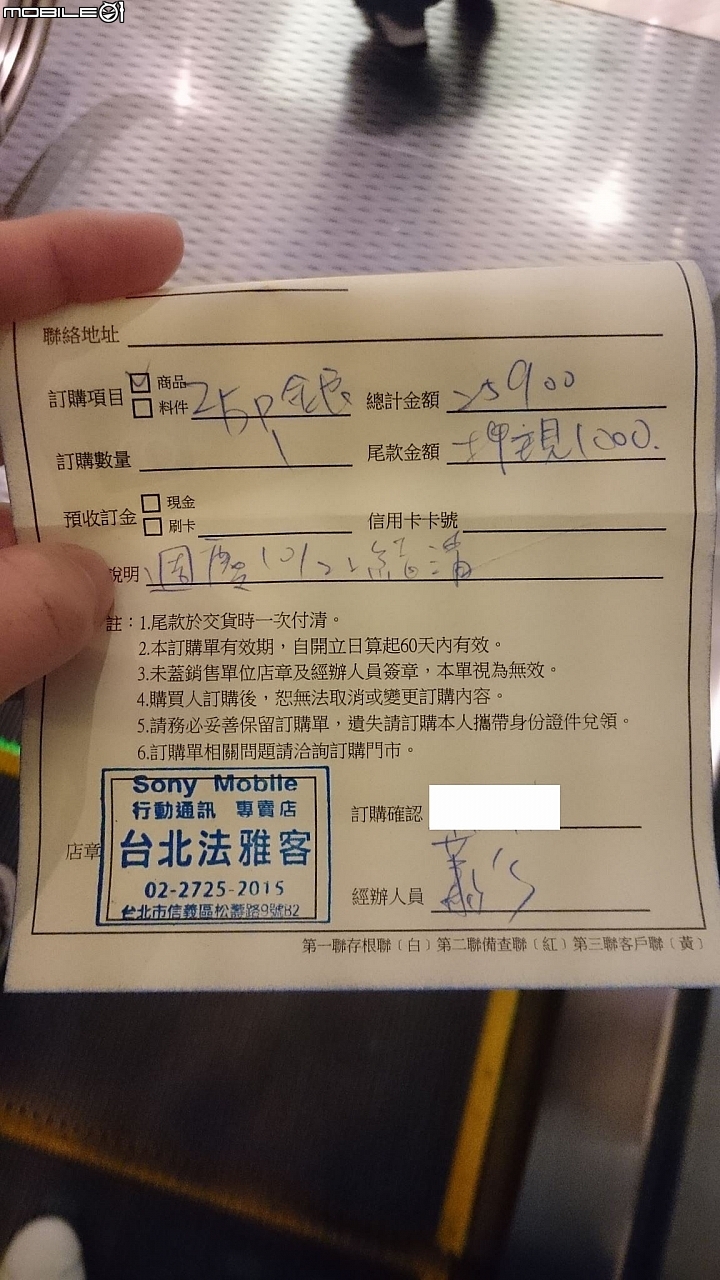 MOBILE01
聯絡地址
訂購項目 商品 料件 Z5P 銀色 總計金額 25900
訂購數量 1 尾款金額 押現1000.
預收訂金 現金 刷卡 信用卡卡號
說明 週慶10/22結清
註：1.尾款於交貨時一次付清。
2.本訂購單有效期，自開立日算起60天內有效。
3.未蓋銷售單位店章及經辦人員簽章，本單視為無效。
4.購買人訂購後，恕無法取消或變更訂購內容。
5.請務必妥善保留訂購單，遺失請訂購本人攜帶身份證件兌領。
6.訂購單相關問題請洽詢訂購門市。
Sony Mobile
行動通訊 專賣店
訂購確認
店章 台北法雅客
02-2725-2015
經辦人員
台北市信義區松壽路9號B2
第一聯存根聯（白）第二聯備查聯（紅）第三聯客戶聯（黃）